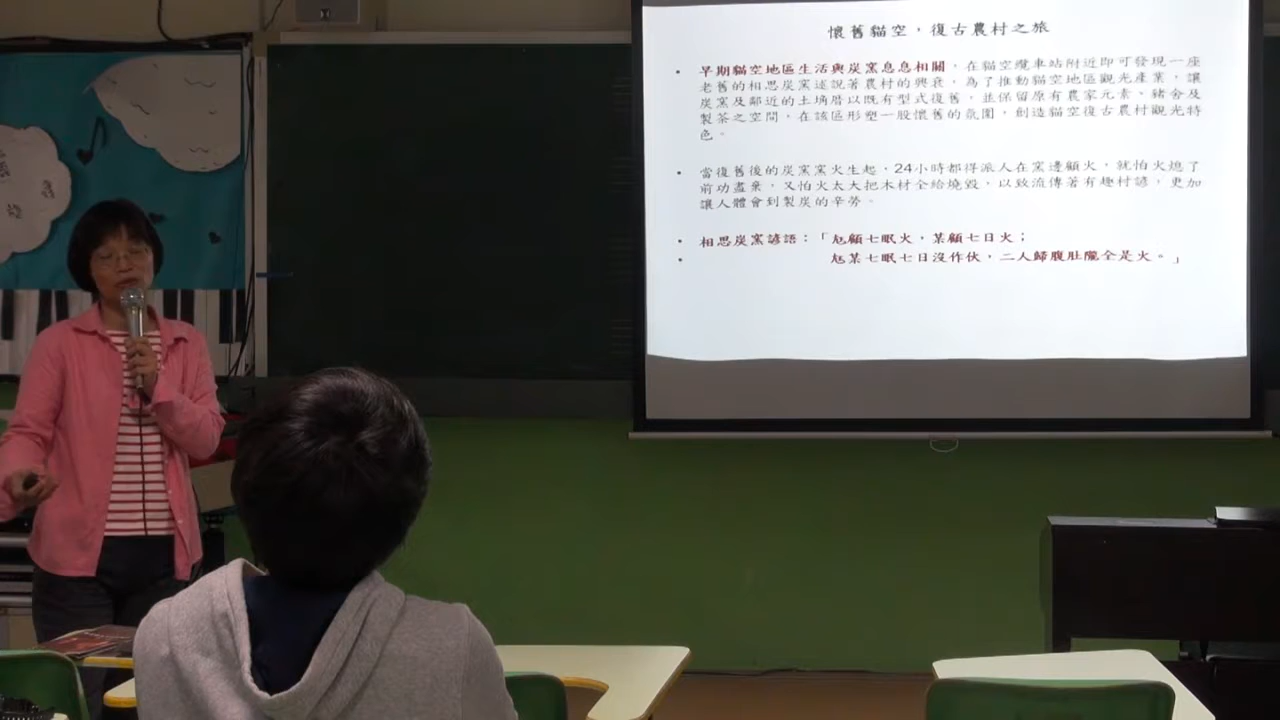 懷舊貓空，復古農村之旅
• 早期貓空地區生活與炭窯息息相關，在貓空纜車站附近即可發現一座
老舊的相思炭窯述說著農村的興衰，為了推動貓空地區觀光產業，讓
炭窯及鄰近的土埆厝以既有型式復舊，並保留原有農家元素、豬舍及
製茶之空間，在該區形塑一股懷舊的氛圍，創造貓空復古農村觀光特
色。
• 當復舊後的炭窯窯火生起，24小時都得派人在窯邊顧火，就怕火熄了
前功盡棄，又怕火太大把木材全給燒毀，以致流傳著有趣村諺，更加
讓人體會到製炭的辛勞。
• 相思炭窯諺語：「尪顧七眠火，某顧七日火；
• 尪某七眠七日沒作伙，二人歸腹肚攏全是火。」